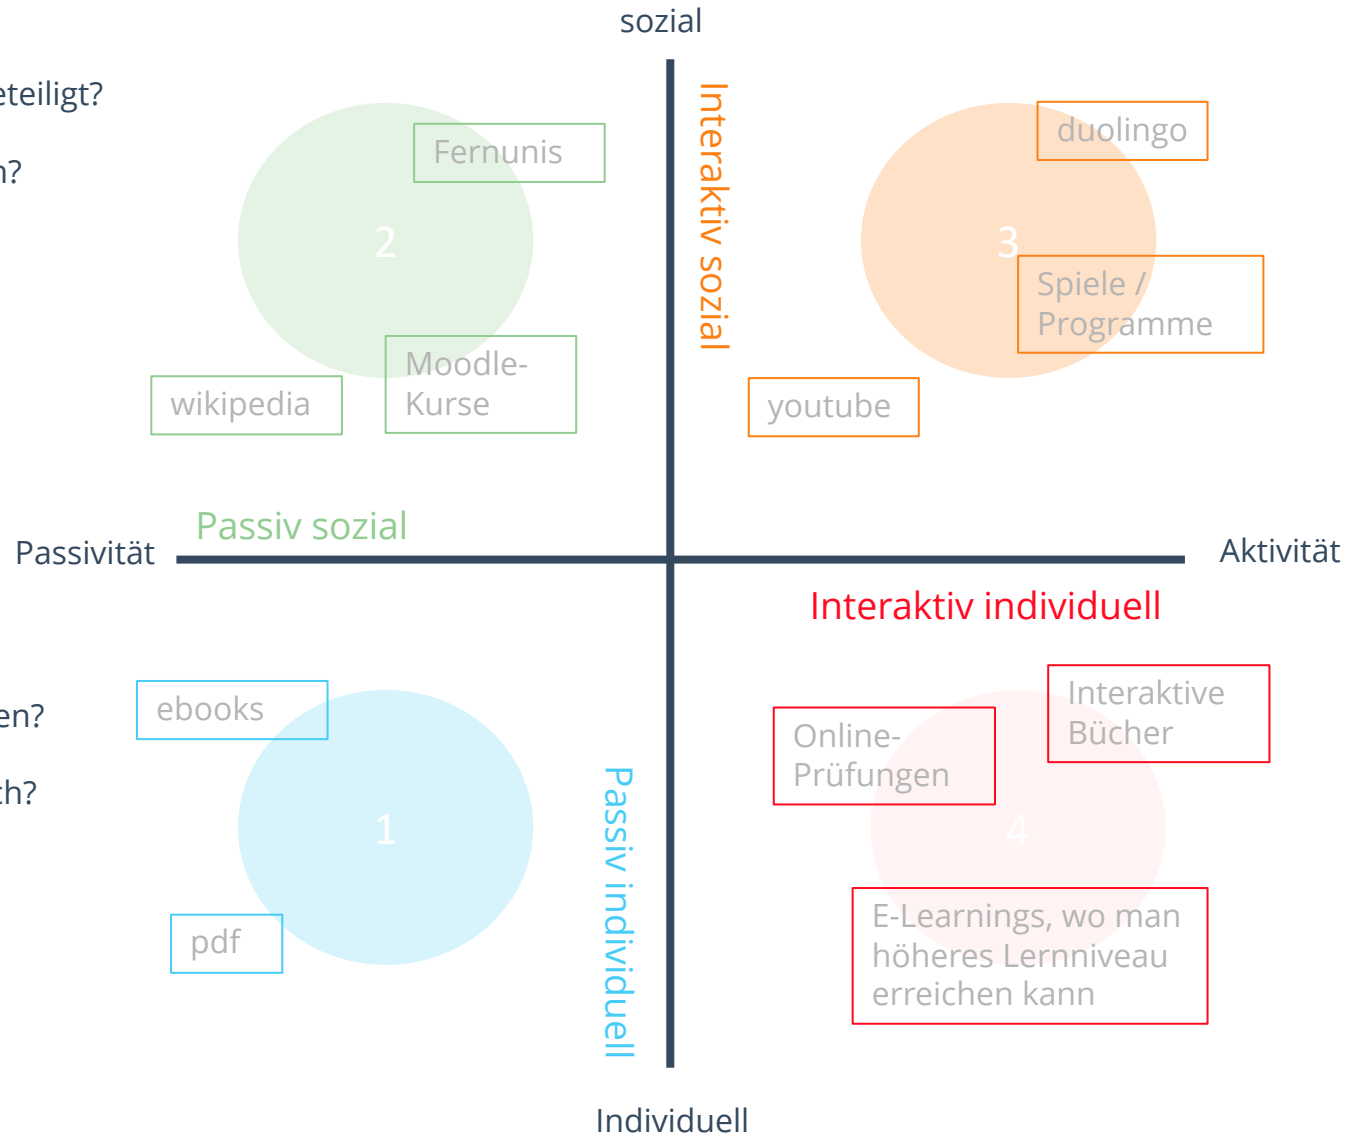 sozial
eteiligt?
n?
Interaktiv sozial
Fernunis
duolingo
2
3
Spiele /
Programme
Moodle-
Kurse
wikipedia
youtube
Passiv sozial
Passivität
Aktivität
Interaktiv individuell
en?
ch?
ebooks
1
pdf
Passiv individuell
Interaktive
Bücher
Online-
Prüfungen
4
E-Learnings, wo man
höheres Lernniveau
erreichen kann
Individuell